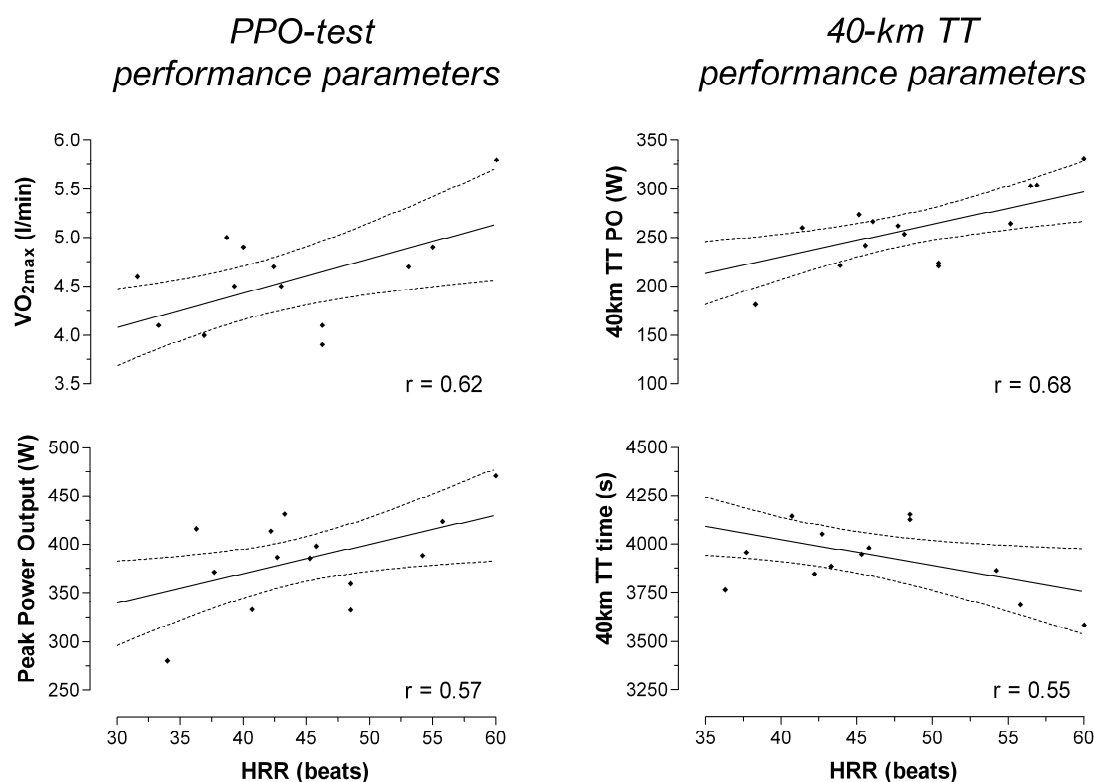 PPO-test
performance parameters
40-km TT
performance parameters
6.0
5.5
5.0
4.5
4.0
3.5
VO2max (l/min)
r = 0.62
350
300
250
200
150
100
40km TT PO (W)
r = 0.68
500
450
400
350
300
250
Peak Power Output (W)
r = 0.57
30 35 40 45 50 55 60
HRR (beats)
4500
4250
4000
3750
3500
3250
40km TT time (s)
r = 0.55
35 40 45 50 55 60
HRR (beats)